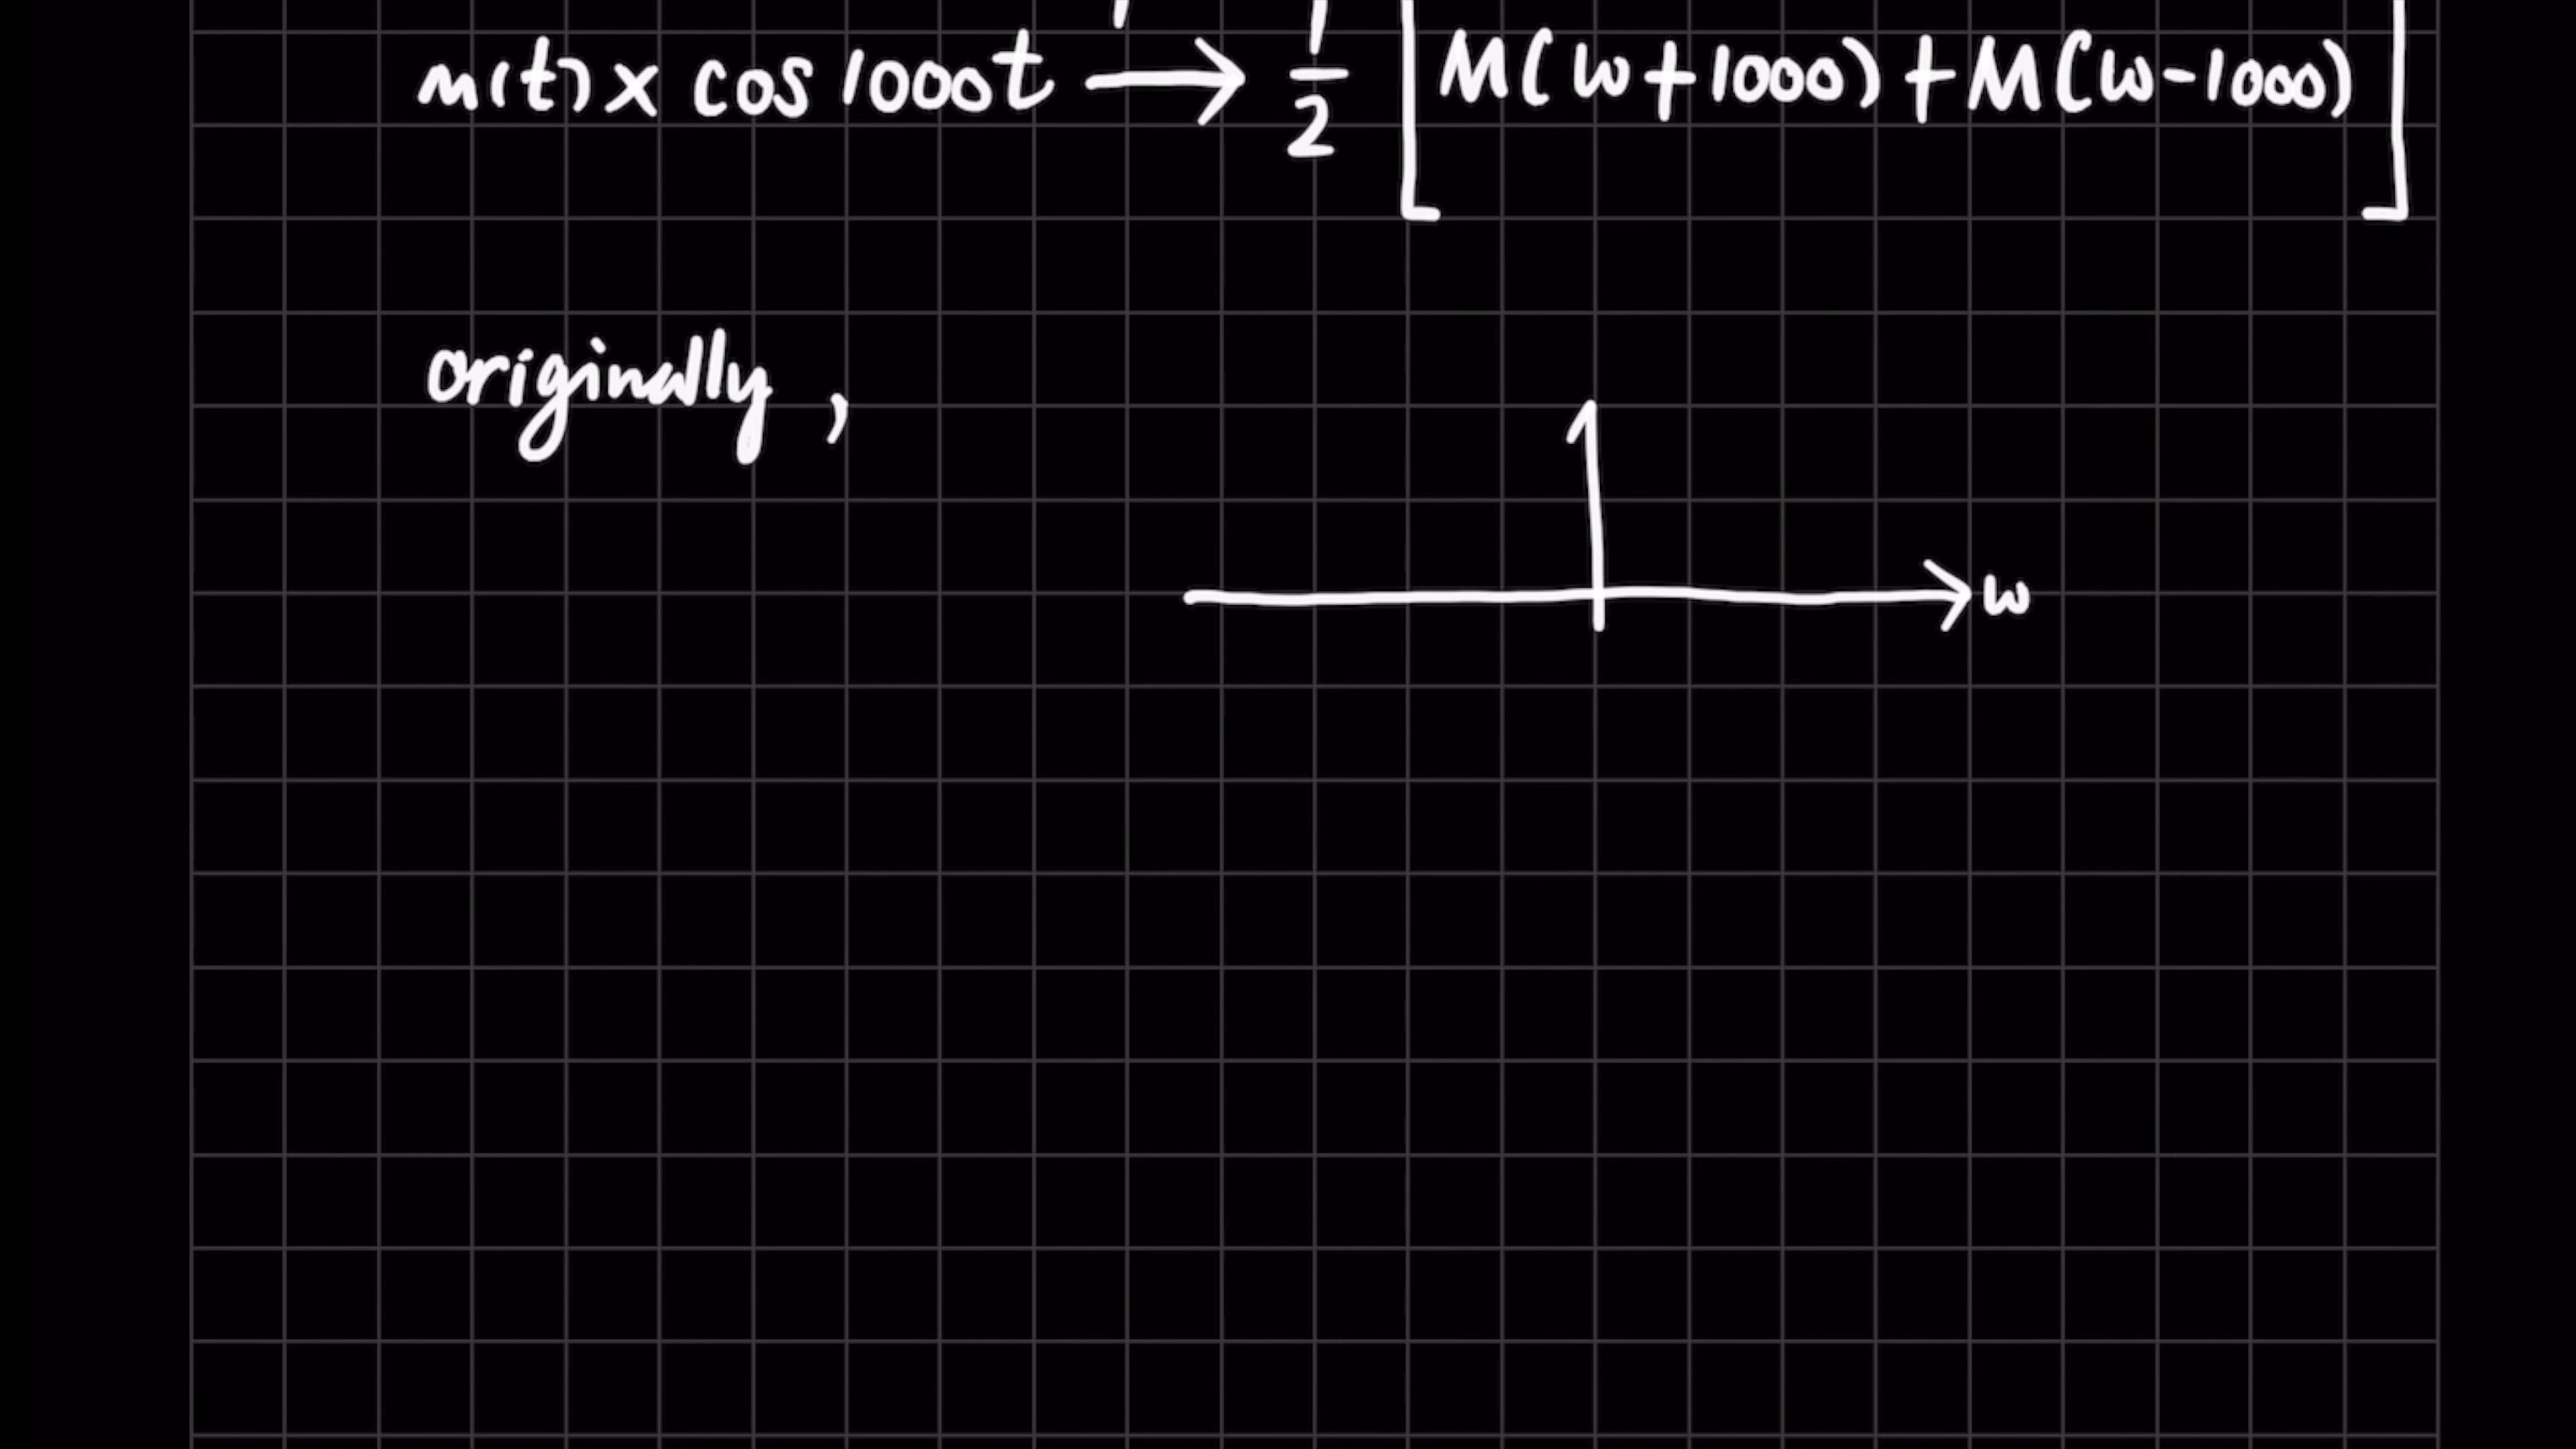 m(t) x cos 1000t → 1/2 [M(w+1000)+M(w-1000)]
originally,
w